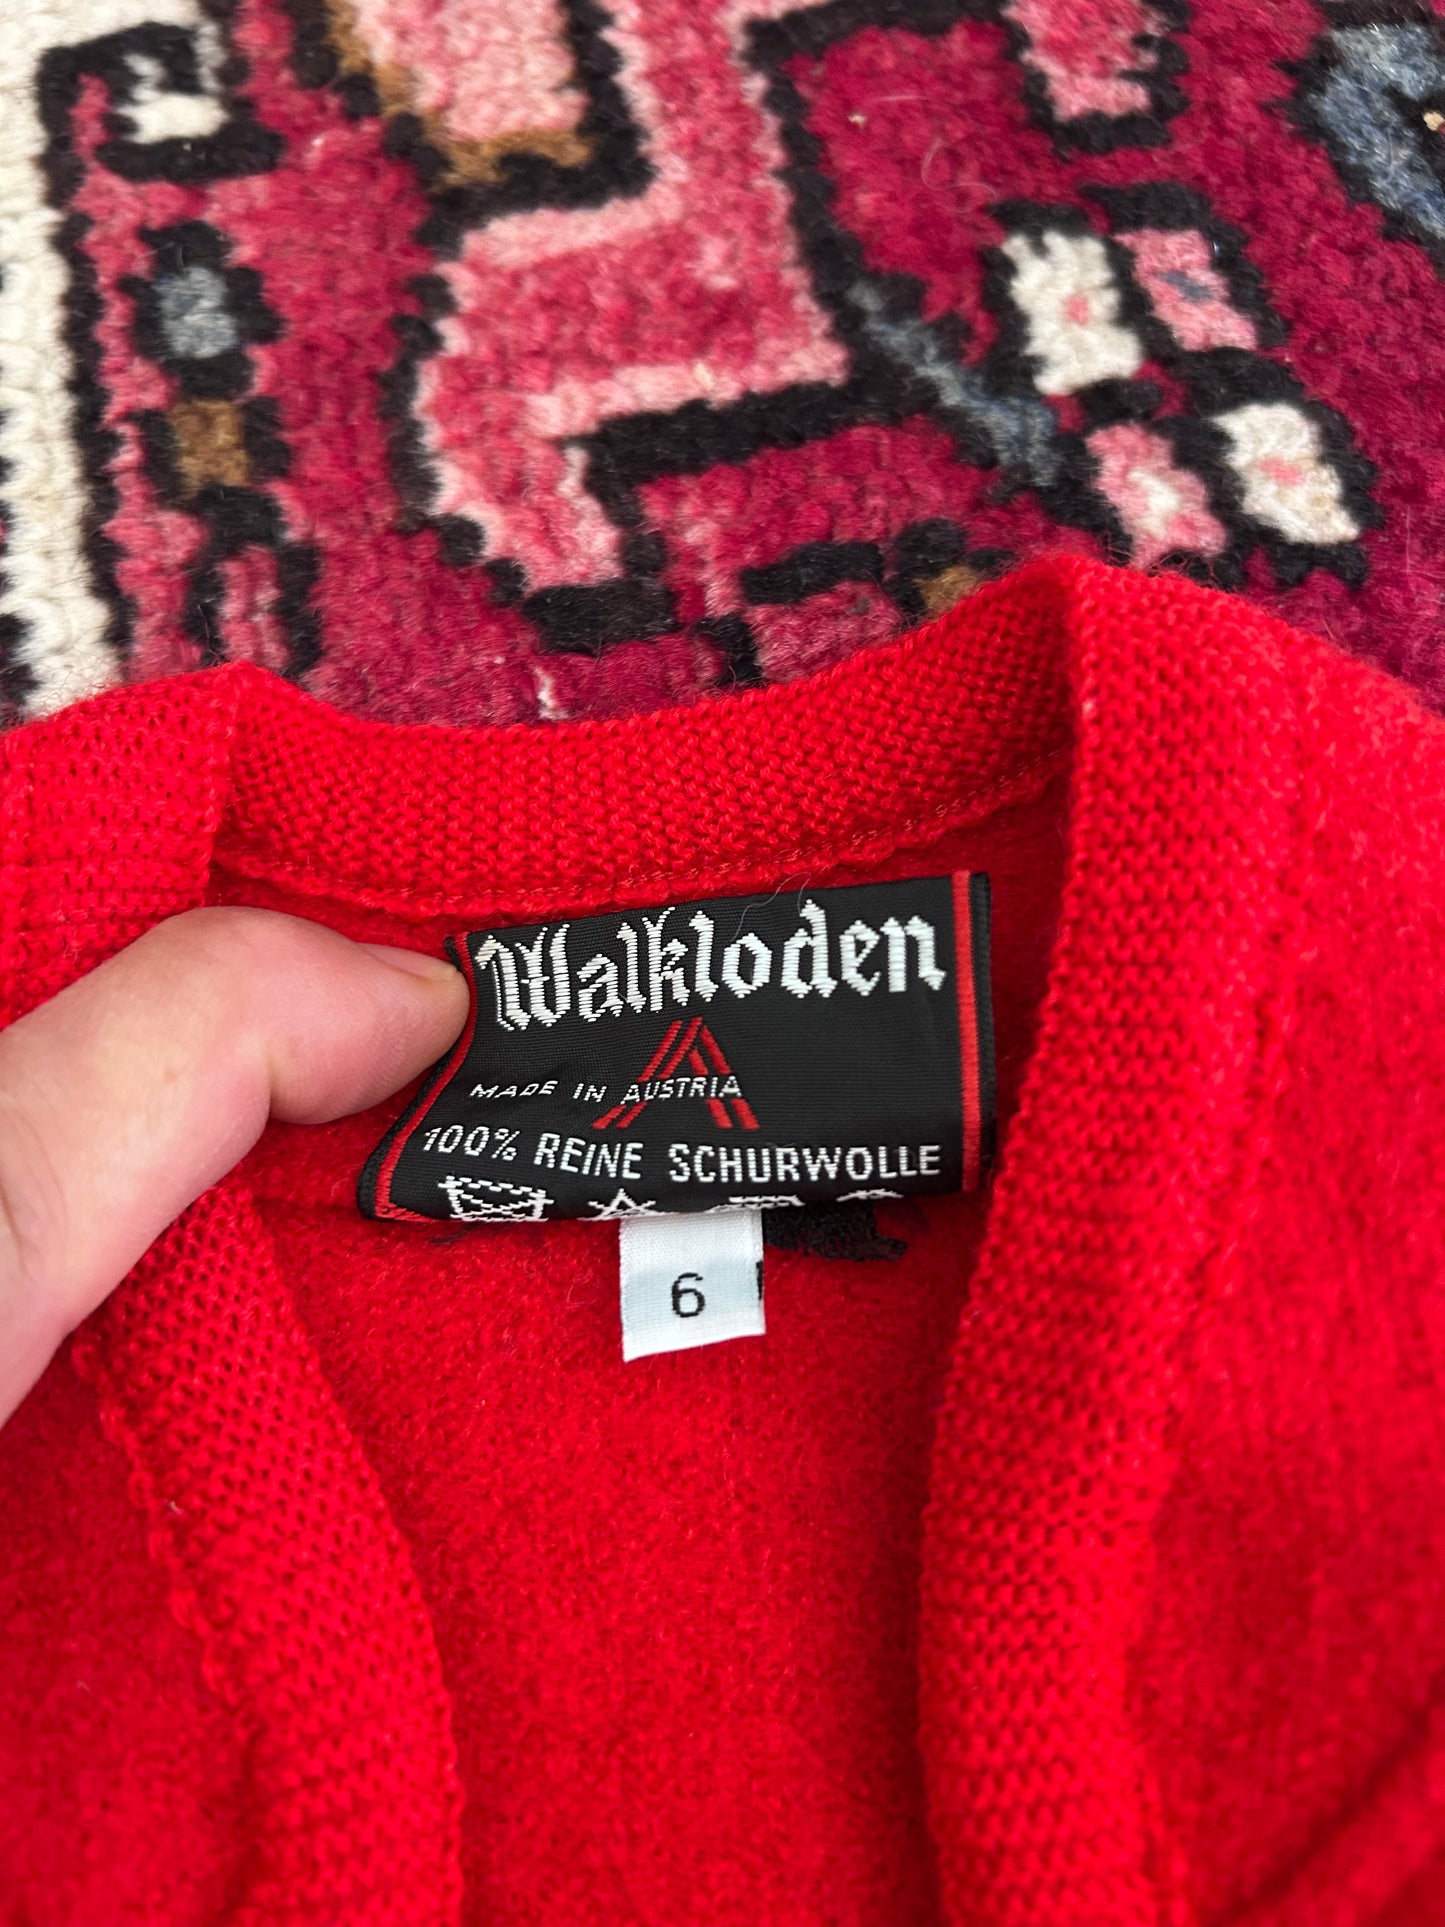 Walkloden
MADE IN AUSTRIA
100% REINE SCHURWOLLE
6